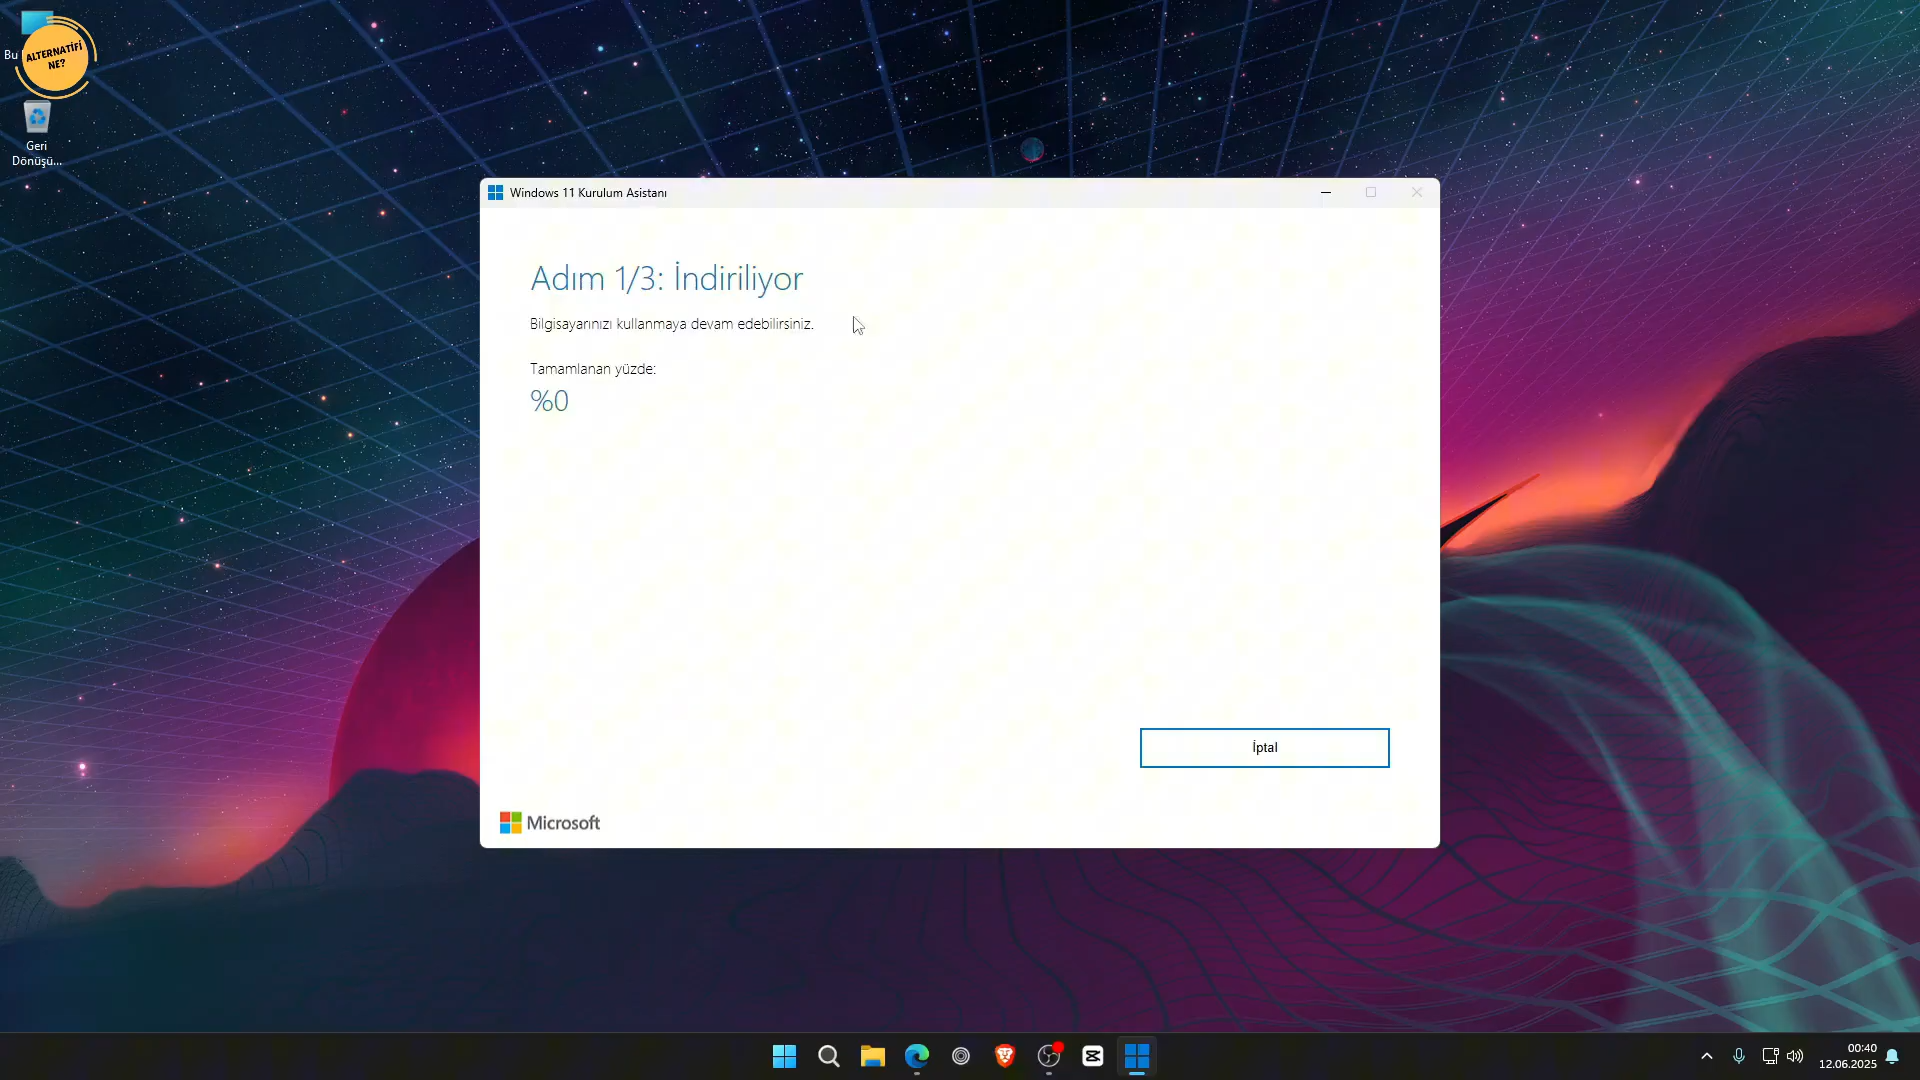 Bu
ALTERNATİFİ
NE?
Geri
Dönüşü...
Windows 11 Kurulum Asistanı
Adım 1/3: İndiriliyor
Bilgisayarınızı kullanmaya devam edebilirsiniz.
Tamamlanan yüzde:
%0
İptal
Microsoft
00:40
12.06.2025